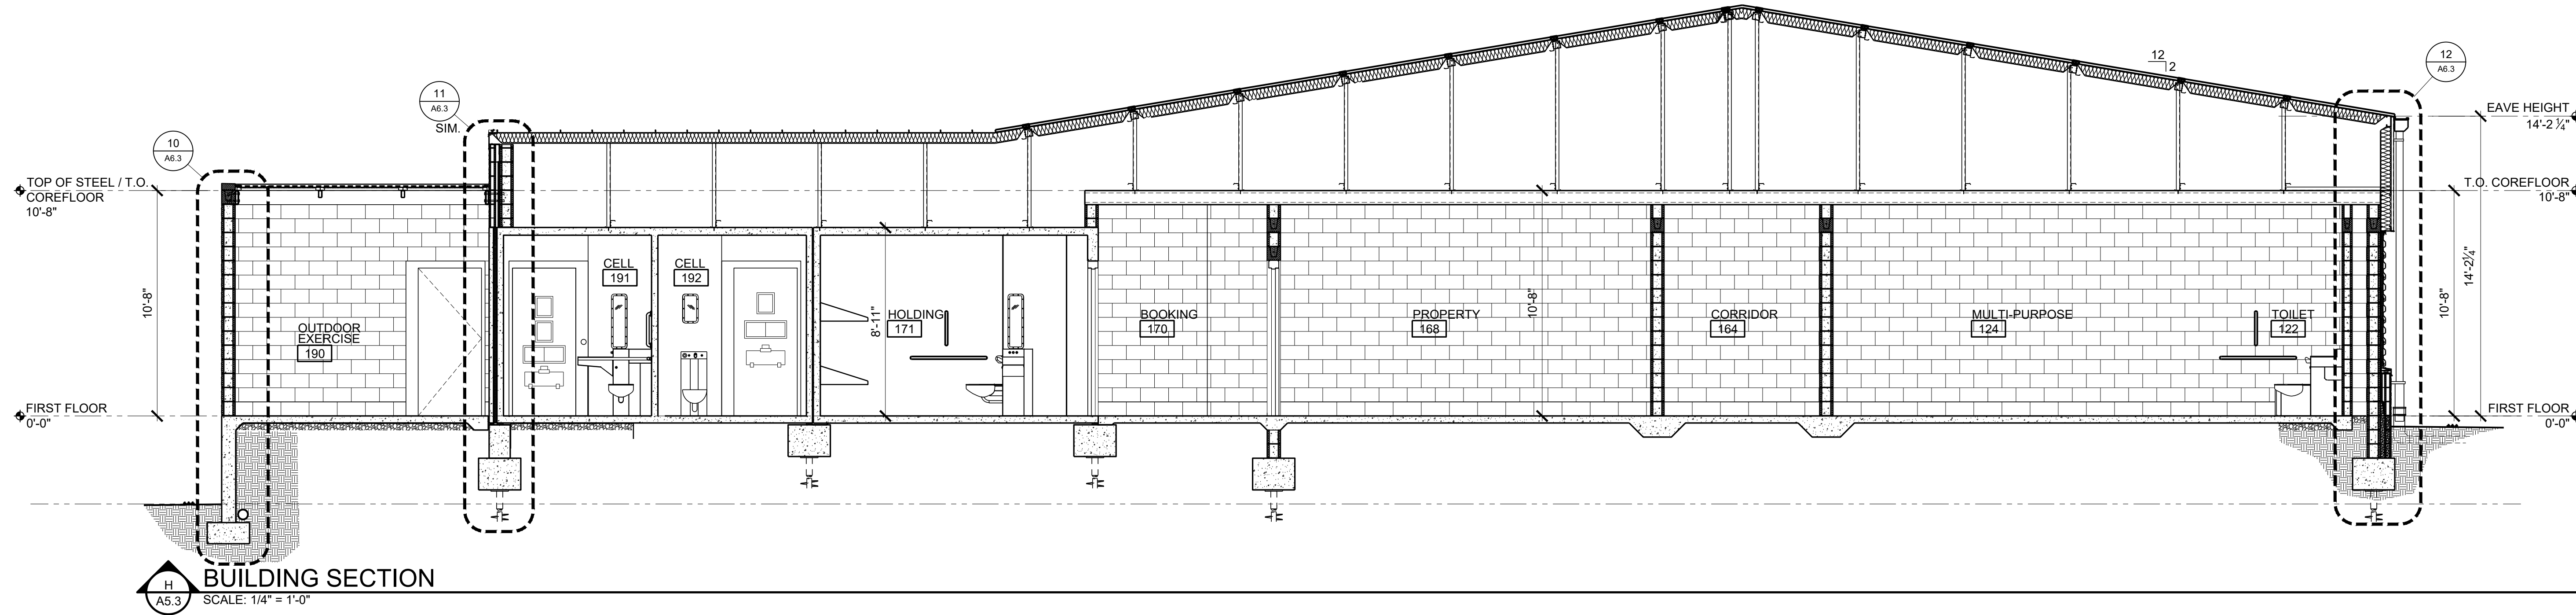 12
2
12
A6.3
11
A6.3
SIM.
10
A6.3
EAVE HEIGHT
14'-2 1/4"
TOP OF STEEL / T.O.
COREFLOOR
10'-8"
T.O. COREFLOOR
10'-8"
10'-8"
CELL
191
CELL
192
8'-11"
HOLDING
171
BOOKING
170
PROPERTY
168
10'-8"
CORRIDOR
164
MULTI-PURPOSE
124
TOILET
122
10'-8"
14'-2 1/4"
OUTDOOR
EXERCISE
190
FIRST FLOOR
0'-0"
FIRST FLOOR
0'-0"
H
A5.3
BUILDING SECTION
SCALE: 1/4" = 1'-0"